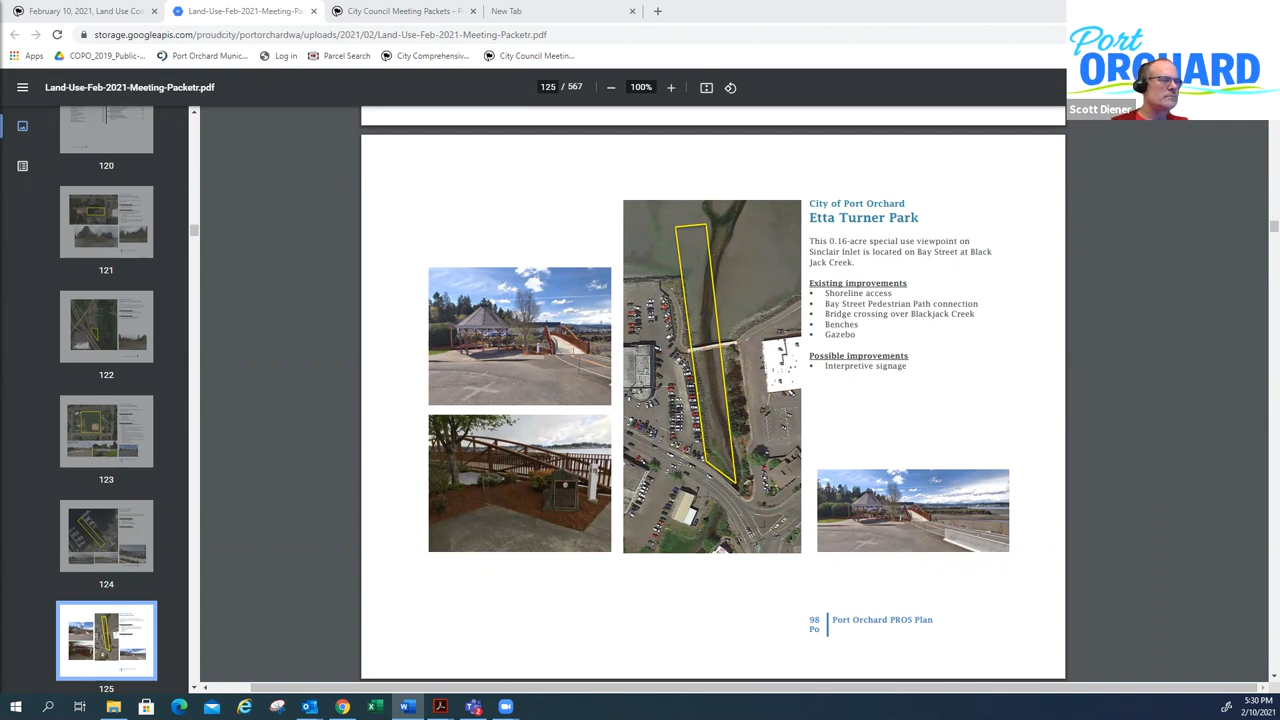 February 10, 2021, Land Use Co
Land-Use-Feb-2021-Meeting-Pa
City Council Meeting Packets - P
New Tab
storage.googleapis.com/proudcity/portorchardwa/uploads/2021/02/Land-Use-Feb-2021-Meeting-Packetr.pdf
Apps
COPO_2019_Public-...
Port Orchard Munic...
Log in
Parcel Search
City Comprehensiv...
City Council Meetin...
Land-Use-Feb-2021-Meeting-Packetr.pdf
125 / 567
100%
Port
ORCHARD
Scott Diener
120
121
122
123
124
125
City of Port Orchard
Etta Turner Park
This 0.16-acre special use viewpoint on
Sinclair Inlet is located on Bay Street at Black
Jack Creek.
Existing improvements
• Shoreline access
• Bay Street Pedestrian Path connection
• Bridge crossing over Blackjack Creek
• Benches
• Gazebo
Possible improvements
• Interpretive signage
98
Po
Port Orchard PROS Plan
5:30 PM
2/10/2021